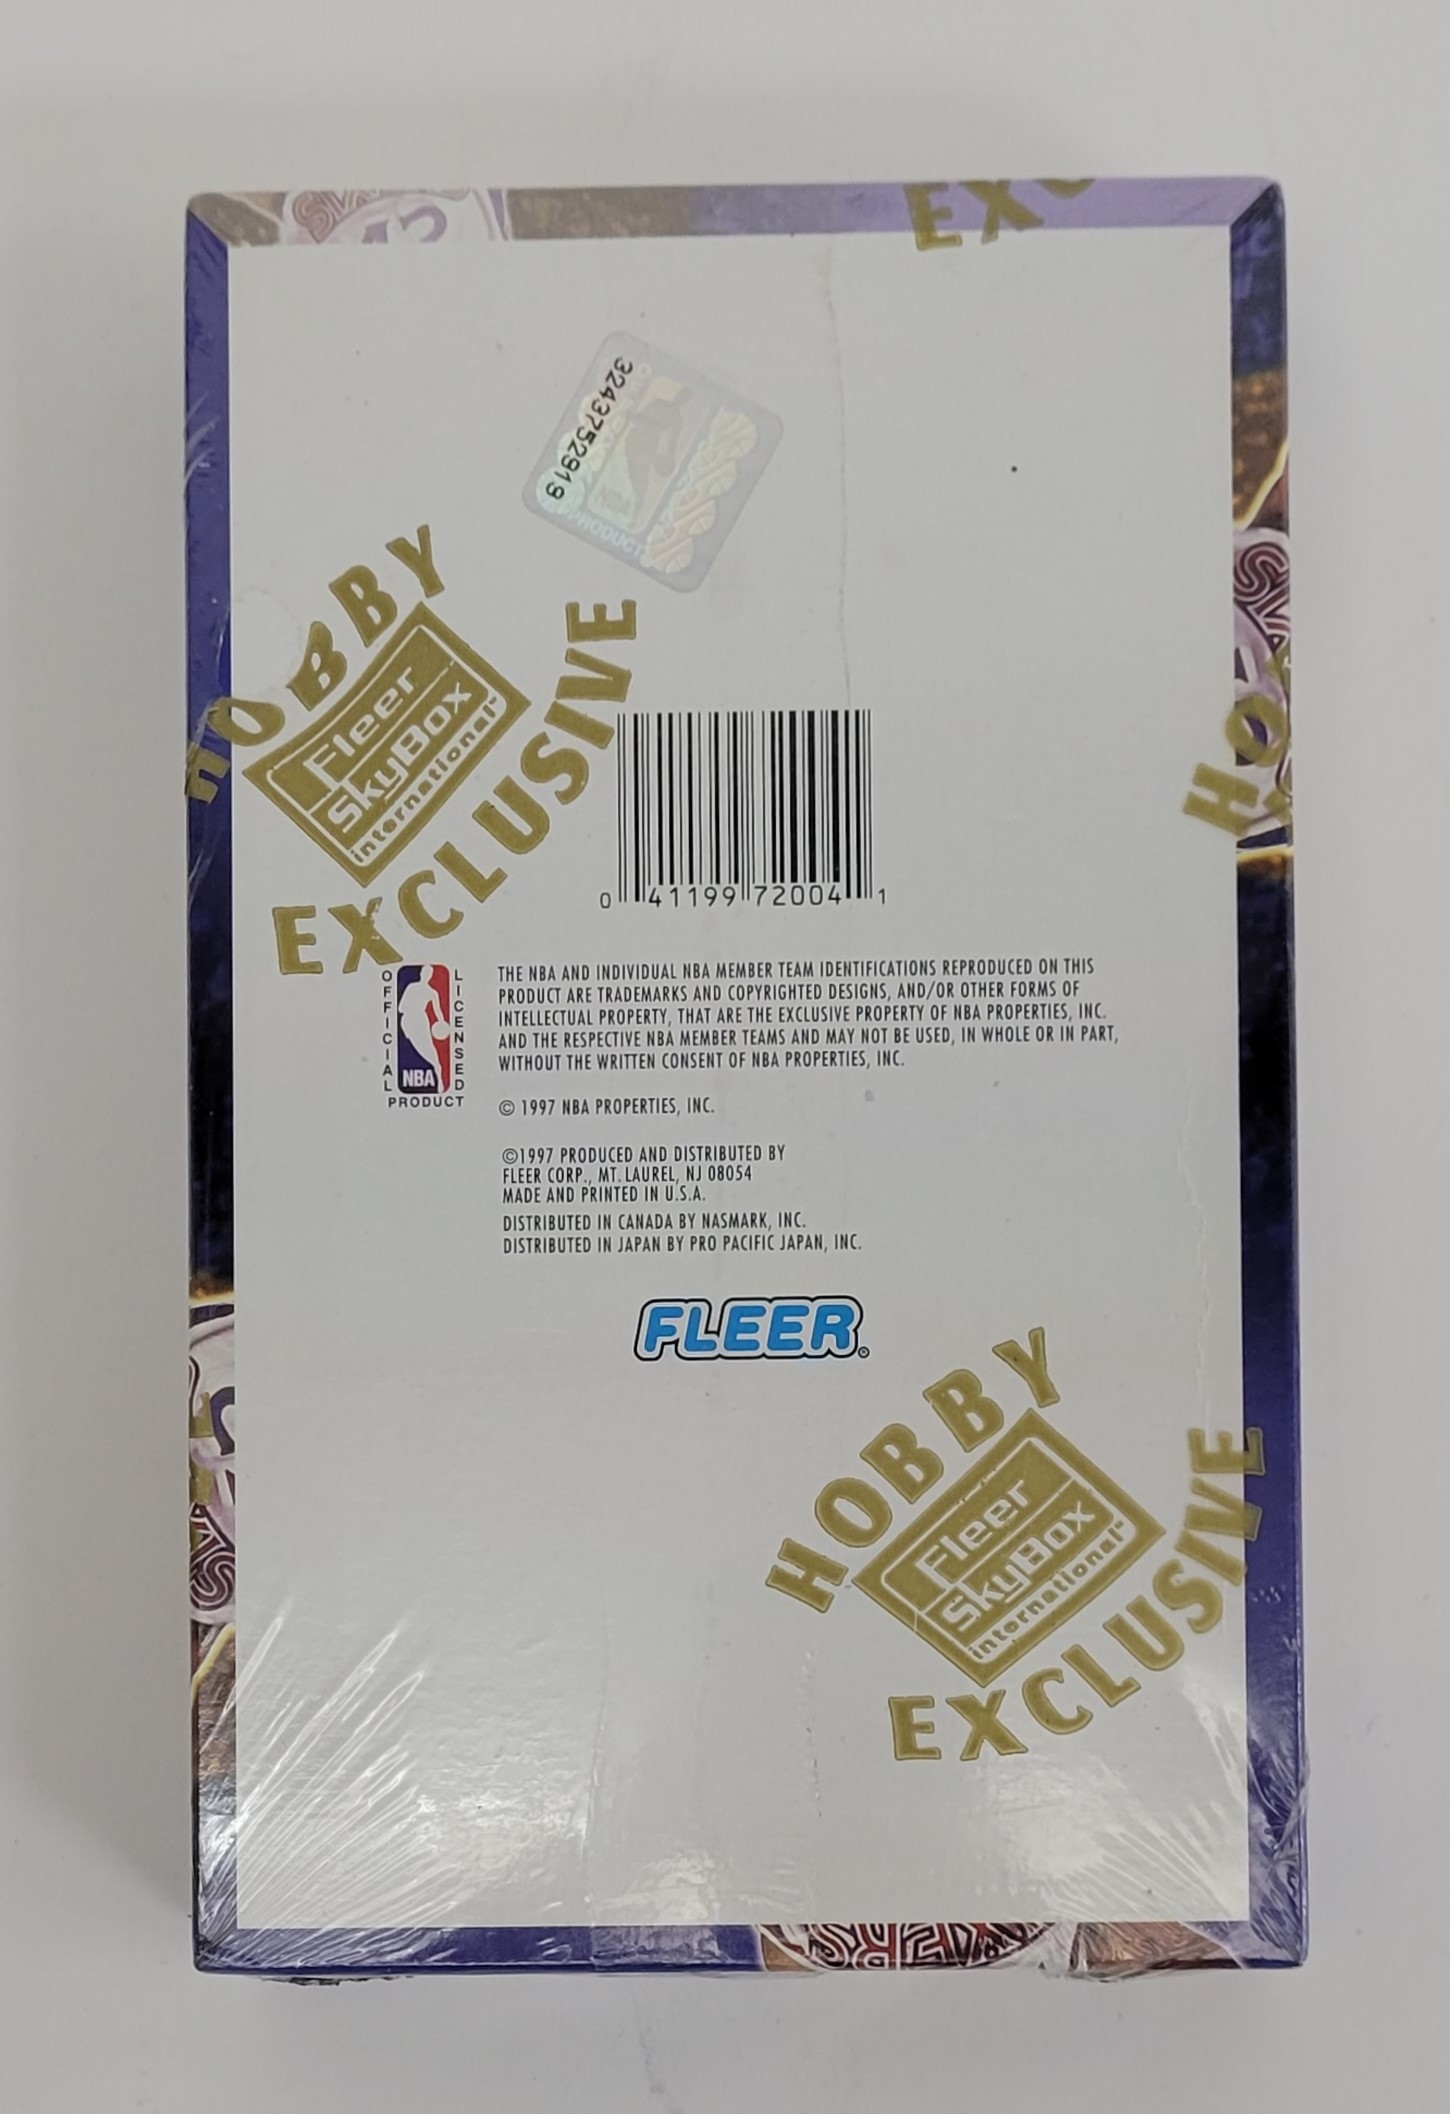 EXC
3243752919
NBA
PRODUCT
HOBBY
Fleer
SkyBox
international
EXCLUSIVE
HO
0 41199 72004 1
OFFICIAL
LICENSED
NBA
PRODUCT
THE NBA AND INDIVIDUAL NBA MEMBER TEAM IDENTIFICATIONS REPRODUCED ON THIS
PRODUCT ARE TRADEMARKS AND COPYRIGHTED DESIGNS, AND/OR OTHER FORMS OF
INTELLECTUAL PROPERTY, THAT ARE THE EXCLUSIVE PROPERTY OF NBA PROPERTIES, INC.
AND THE RESPECTIVE NBA MEMBER TEAMS AND MAY NOT BE USED, IN WHOLE OR IN PART,
WITHOUT THE WRITTEN CONSENT OF NBA PROPERTIES, INC.
© 1997 NBA PROPERTIES, INC.
©1997 PRODUCED AND DISTRIBUTED BY
FLEER CORP., MT. LAUREL, NJ 08054
MADE AND PRINTED IN U.S.A.
DISTRIBUTED IN CANADA BY NASMARK, INC.
DISTRIBUTED IN JAPAN BY PRO PACIFIC JAPAN, INC.
FLEER®
HOBBY
Fleer
SkyBox
international™
EXCLUSIVE